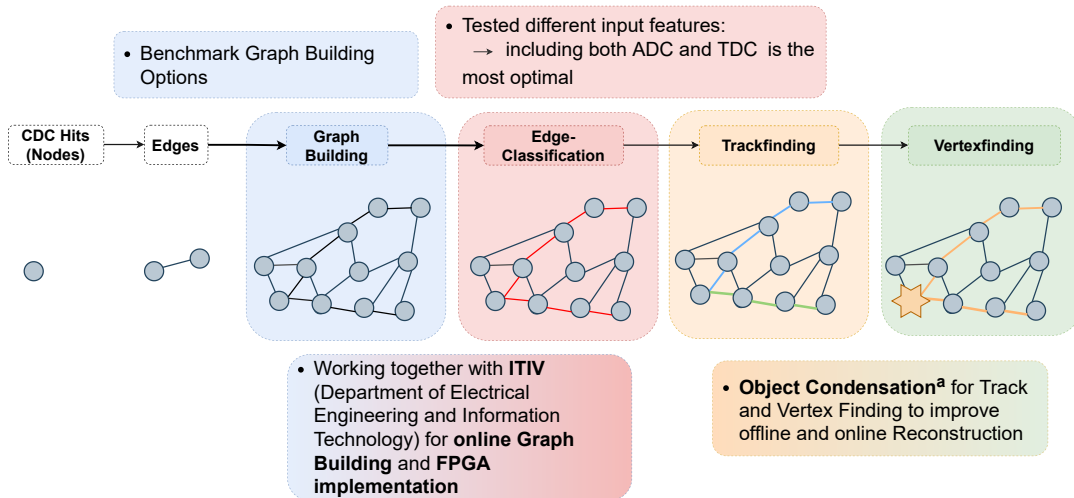 • Benchmark Graph Building
Options
• Tested different input features:
→ including both ADC and TDC is the
most optimal
CDC Hits
(Nodes)
Edges
Graph
Building
Edge-
Classification
Trackfinding
Vertexfinding
• Working together with ITIV
(Department of Electrical
Engineering and Information
Technology) for online Graph
Building and FPGA
implementation
• Object Condensationᵃ for Track
and Vertex Finding to improve
offline and online Reconstruction